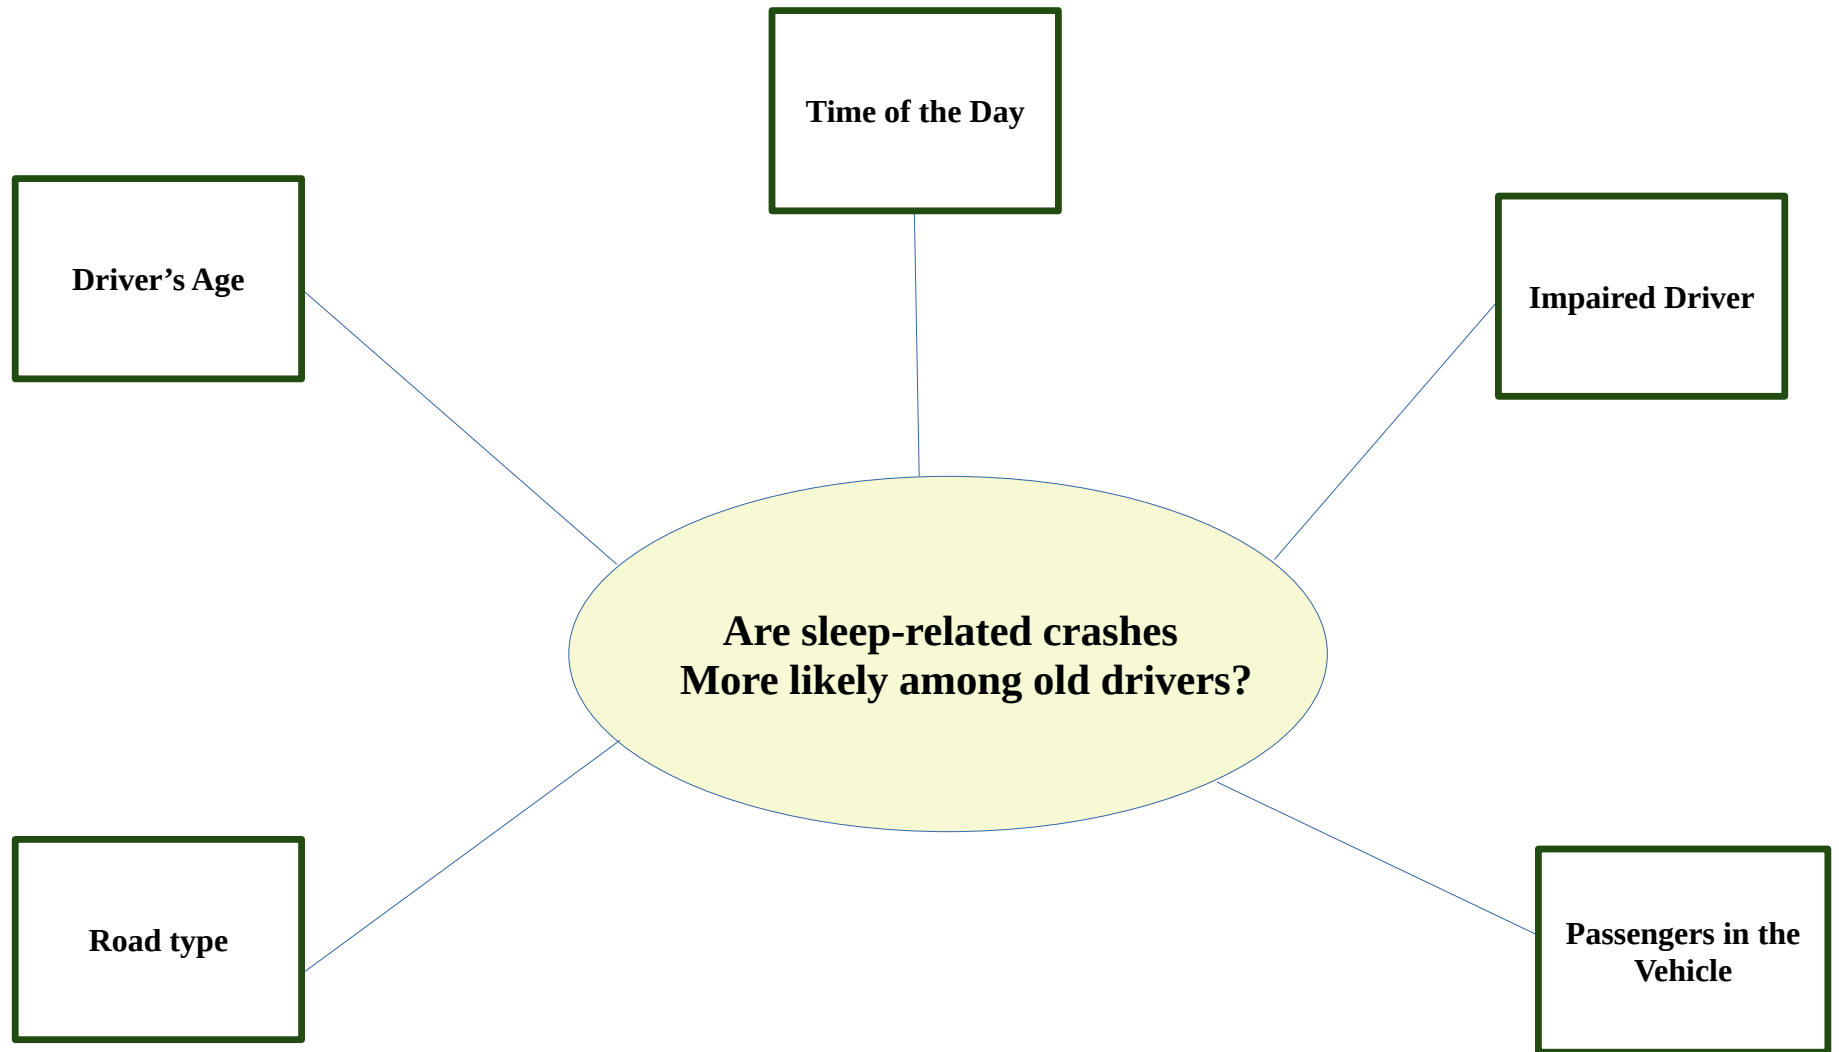 Time of the Day
Driver’s Age
Impaired Driver
Are sleep-related crashes
More likely among old drivers?
Road type
Passengers in the
Vehicle